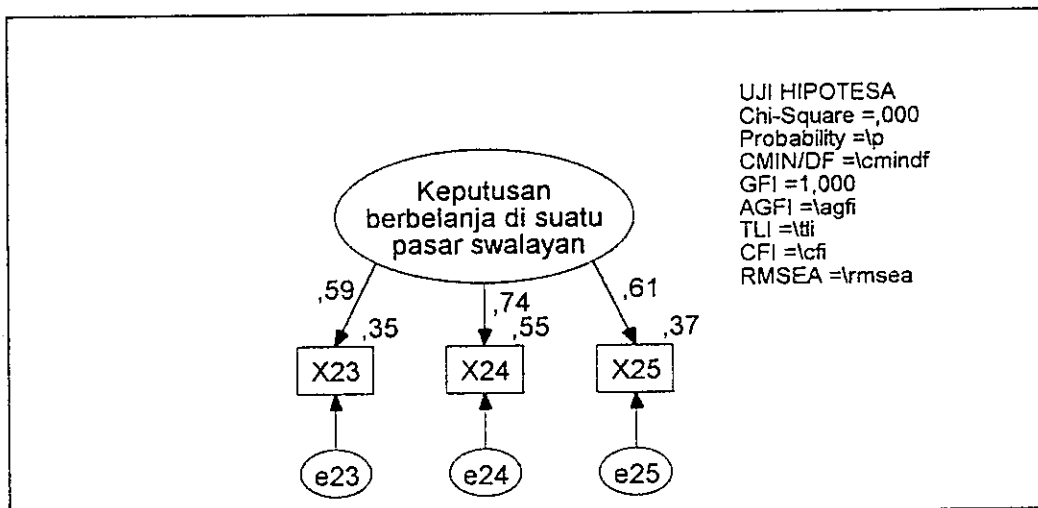 UJI HIPOTESA
Chi-Square =,000
Probability =\p
CMIN/DF =\cmindf
GFI =1,000
AGFI =\agfi
TLI =\tli
CFI =\cfi
RMSEA =\rmsea
Keputusan
berbelanja di suatu
pasar swalayan
,59
,74
,61
,35
,55
,37
X23
X24
X25
e23
e24
e25